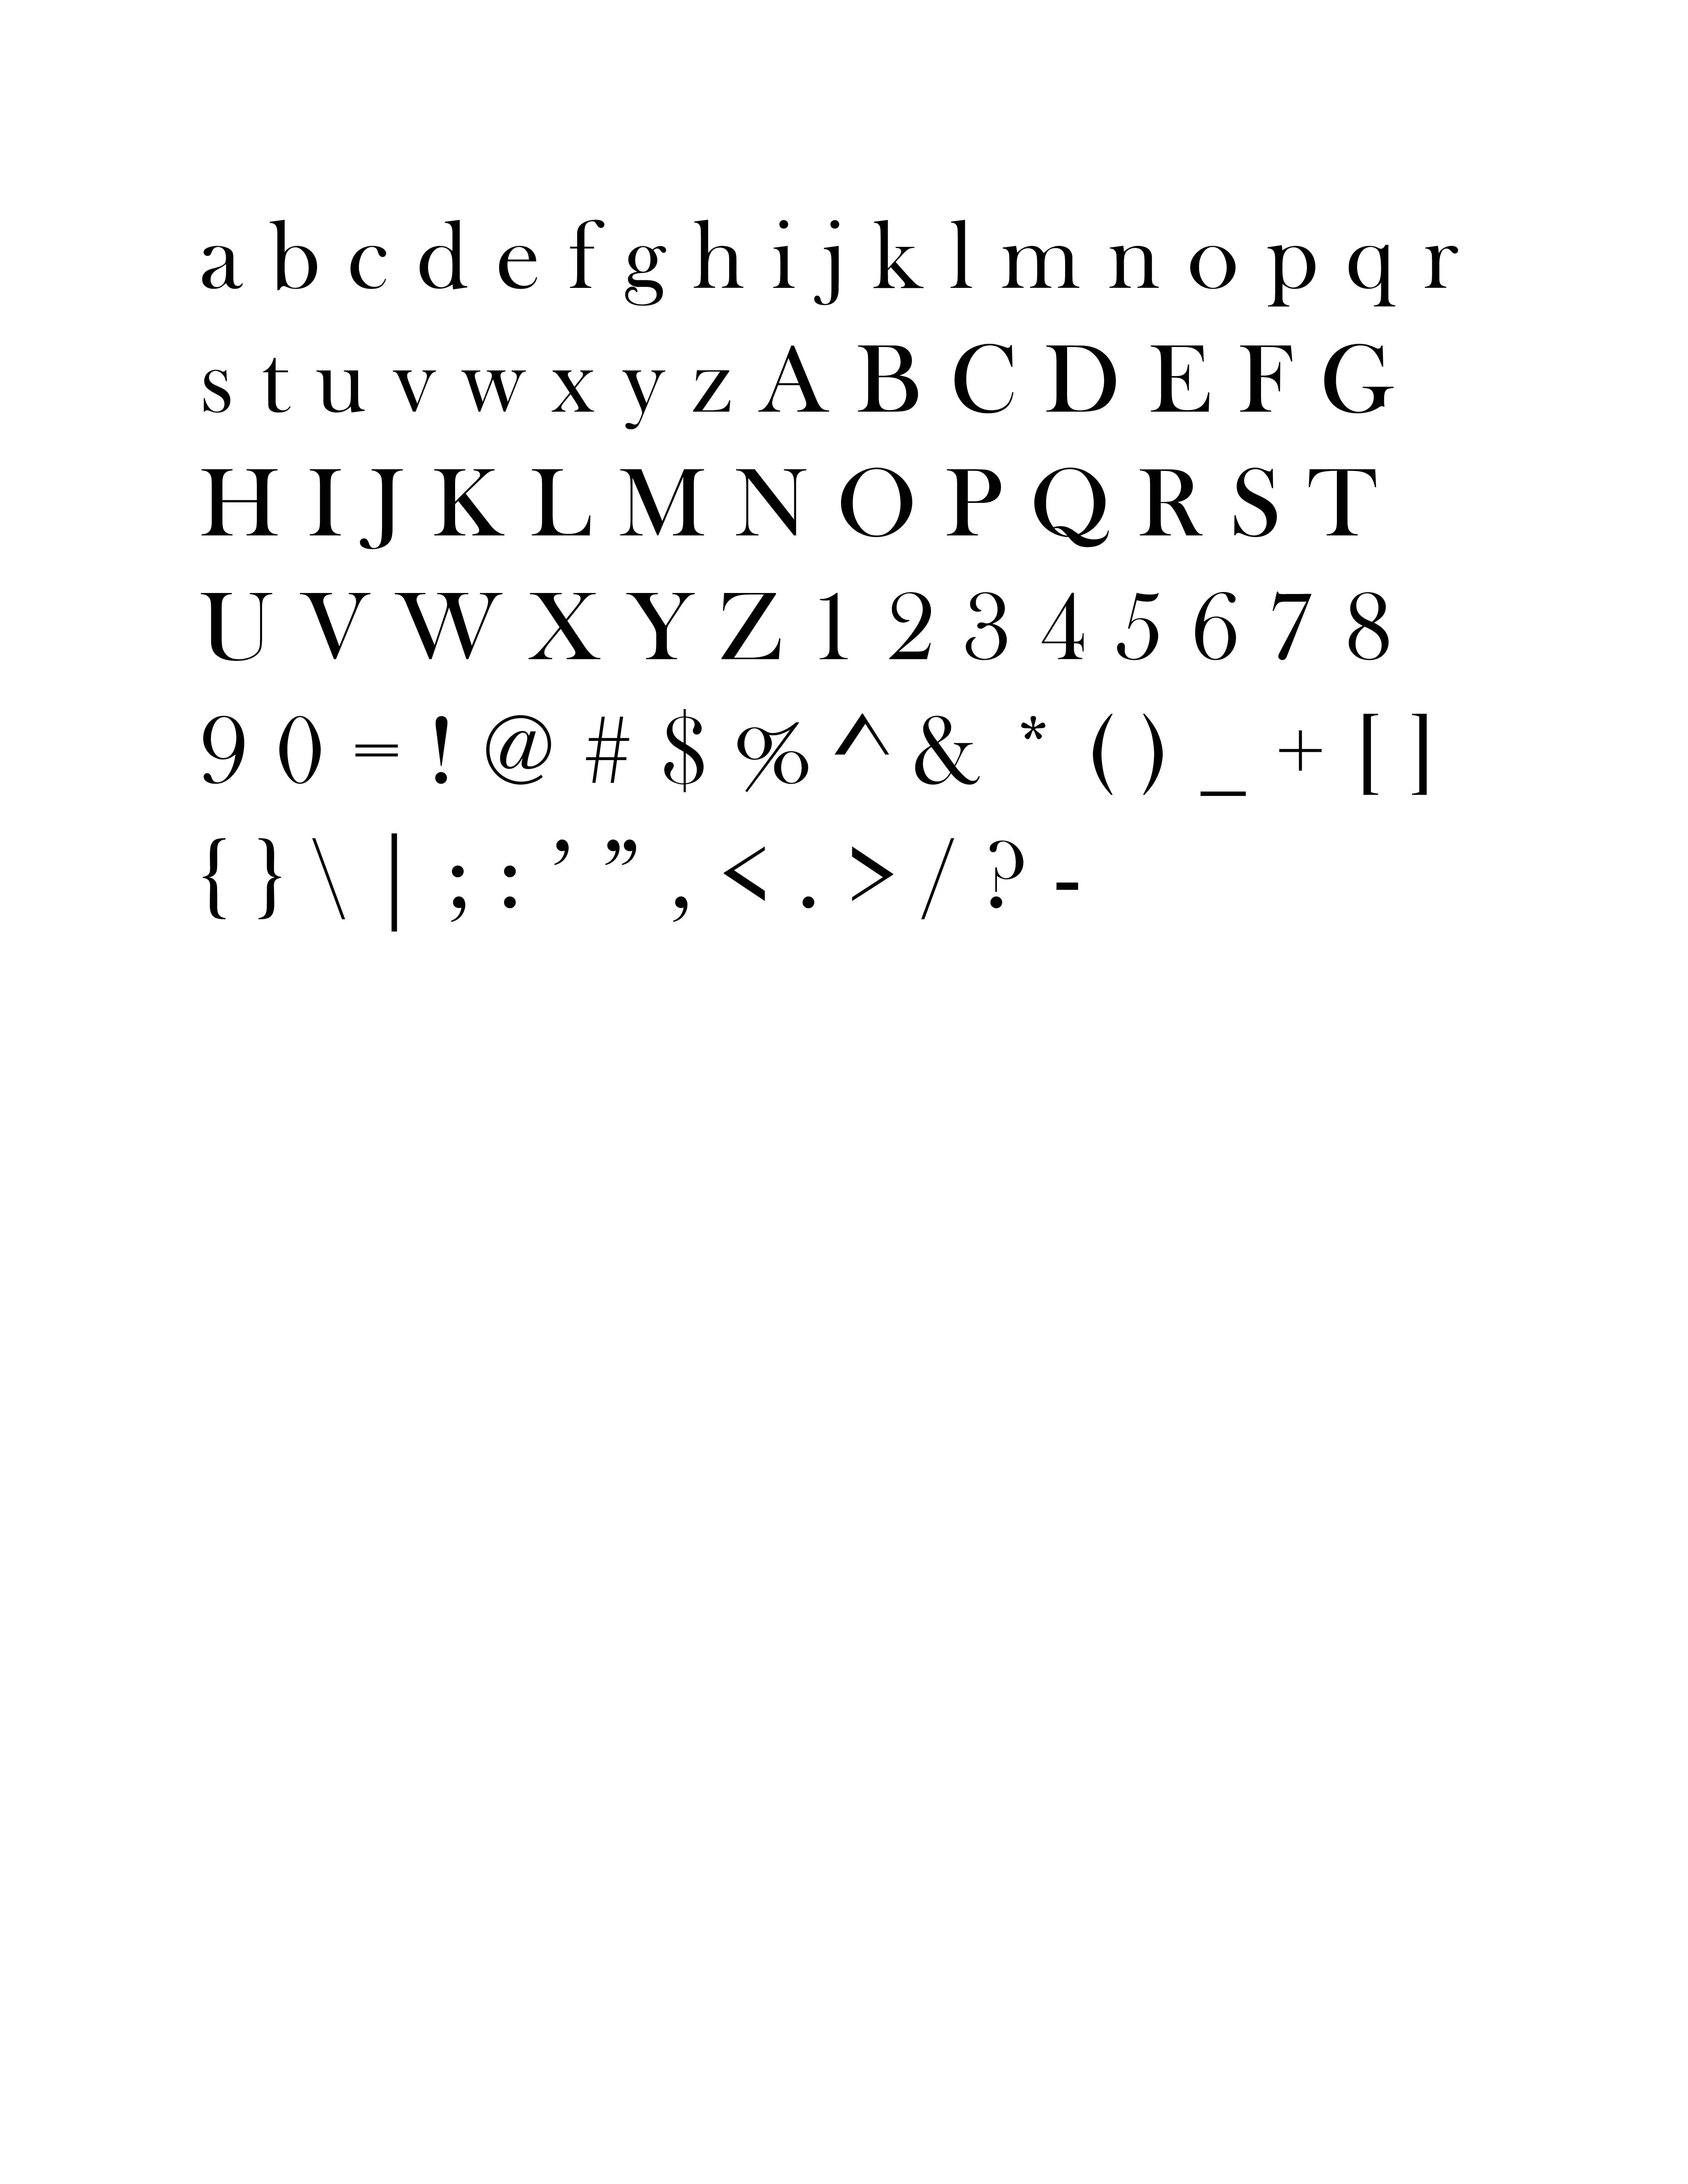 a b c d e f g h i j k l m n o p q r
s t u v w x y z A B C D E F G
H I J K L M N O P Q R S T
U V W X Y Z 1 2 3 4 5 6 7 8
9 0 = ! @ # $ % ^ & * ( ) _ + [ ]
{ } \ | ; : ’ ” , < . > / ? -